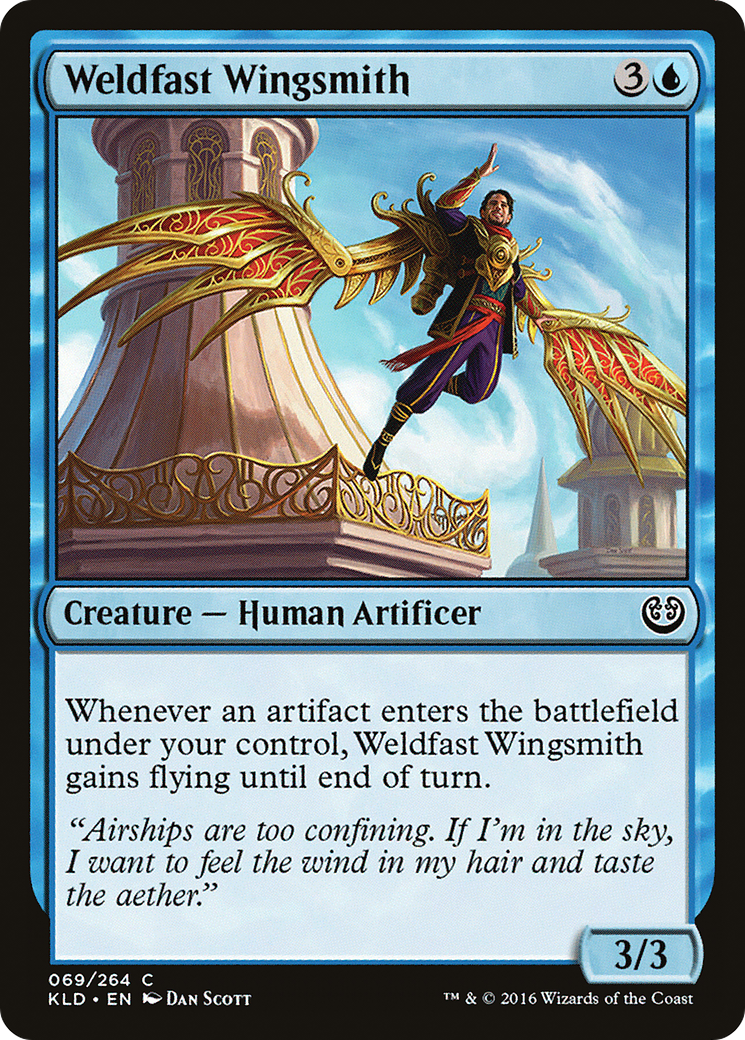 Weldfast Wingsmith 3
Creature — Human Artificer
Whenever an artifact enters the battlefield
under your control, Weldfast Wingsmith
gains flying until end of turn.
“Airships are too confining. If I’m in the sky,
I want to feel the wind in my hair and taste
the aether.”
3/3
069/264 C
KLD • EN Dan Scott
™ & © 2016 Wizards of the Coast